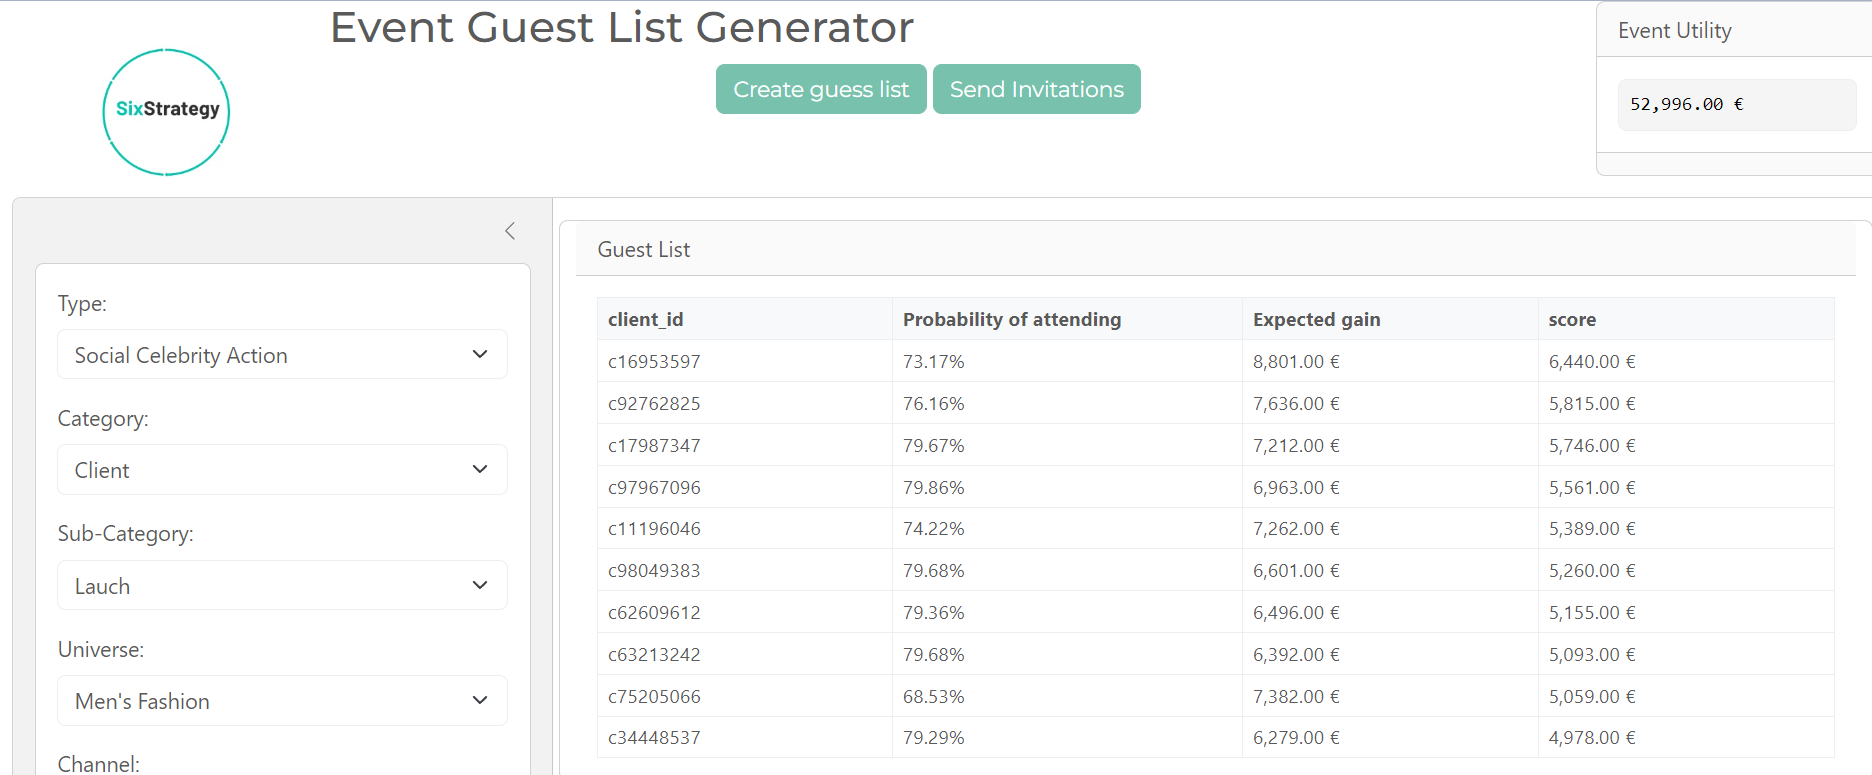 Event Guest List Generator
SixStrategy
Create guess list
Send Invitations
Event Utility
52,996.00 €
Type:
Social Celebrity Action
Category:
Client
Sub-Category:
Lauch
Universe:
Men's Fashion
Channel:
Guest List
client_id Probability of attending Expected gain score
c16953597 73.17% 8,801.00 € 6,440.00 €
c92762825 76.16% 7,636.00 € 5,815.00 €
c17987347 79.67% 7,212.00 € 5,746.00 €
c97967096 79.86% 6,963.00 € 5,561.00 €
c11196046 74.22% 7,262.00 € 5,389.00 €
c98049383 79.68% 6,601.00 € 5,260.00 €
c62609612 79.36% 6,496.00 € 5,155.00 €
c63213242 79.68% 6,392.00 € 5,093.00 €
c75205066 68.53% 7,382.00 € 5,059.00 €
c34448537 79.29% 6,279.00 € 4,978.00 €